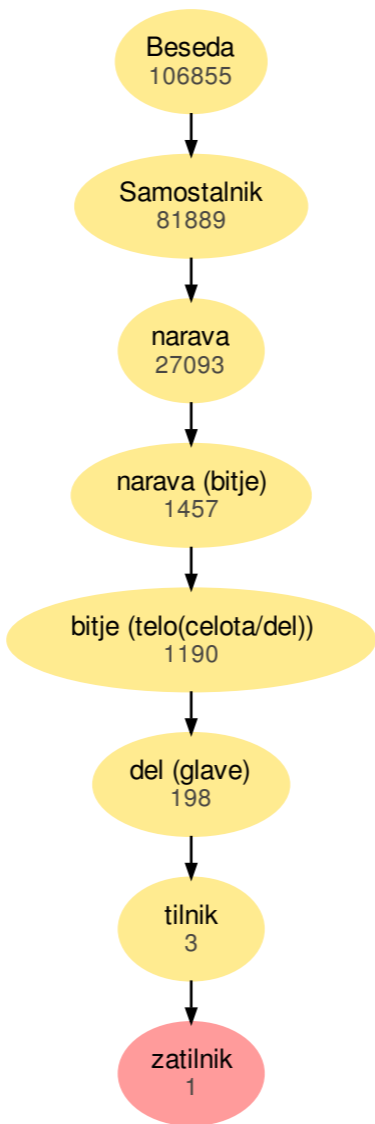 Beseda
106855
Samostalnik
81889
narava
27093
narava (bitje)
1457
bitje (telo(celota/del))
1190
del (glave)
198
tilnik
3
zatilnik
1